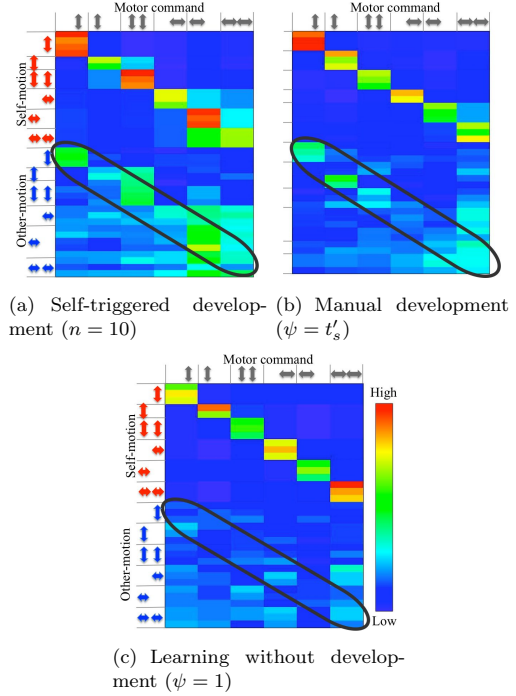 Motor command
Motor command
Self-motion
Other-motion
(a) Self-triggered develop-
ment (n = 10)
(b) Manual development
(ψ = t′s)
Motor command
Self-motion
Other-motion
High
Low
(c) Learning without develop-
ment (ψ = 1)